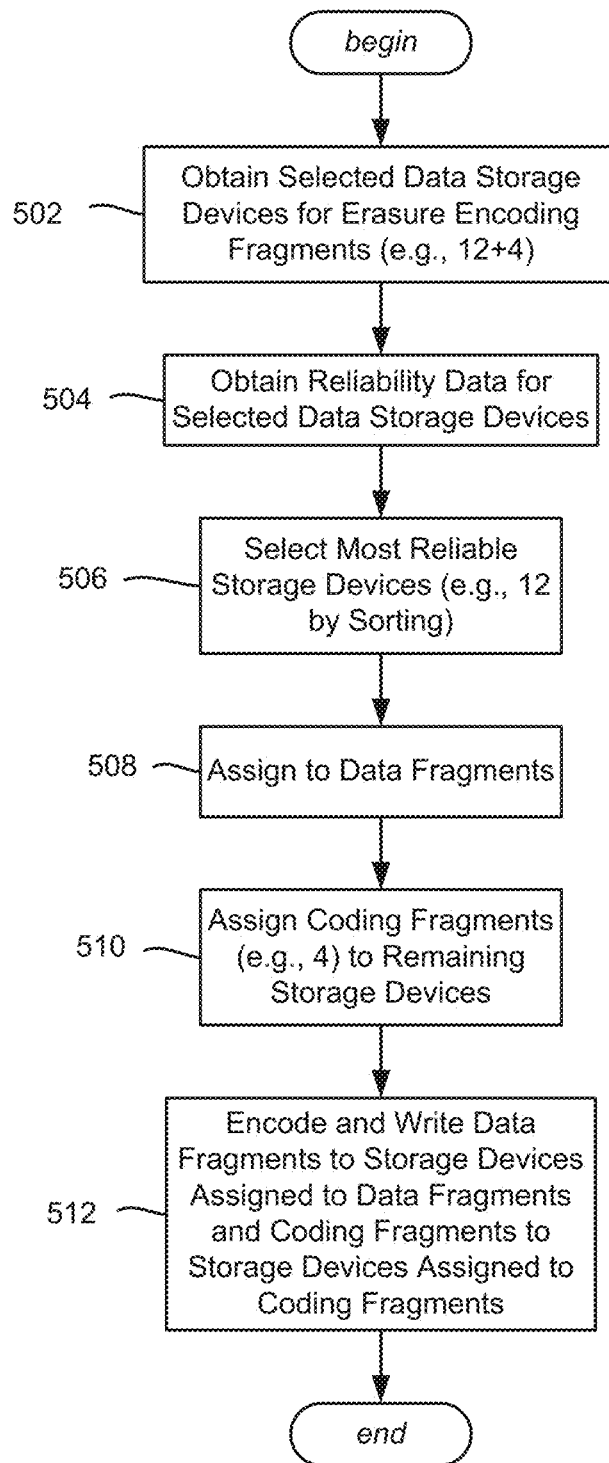 begin
502
Obtain Selected Data Storage
Devices for Erasure Encoding
Fragments (e.g., 12+4)
504
Obtain Reliability Data for
Selected Data Storage Devices
506
Select Most Reliable
Storage Devices (e.g., 12
by Sorting)
508
Assign to Data Fragments
510
Assign Coding Fragments
(e.g., 4) to Remaining
Storage Devices
512
Encode and Write Data
Fragments to Storage Devices
Assigned to Data Fragments
and Coding Fragments to
Storage Devices Assigned to
Coding Fragments
end